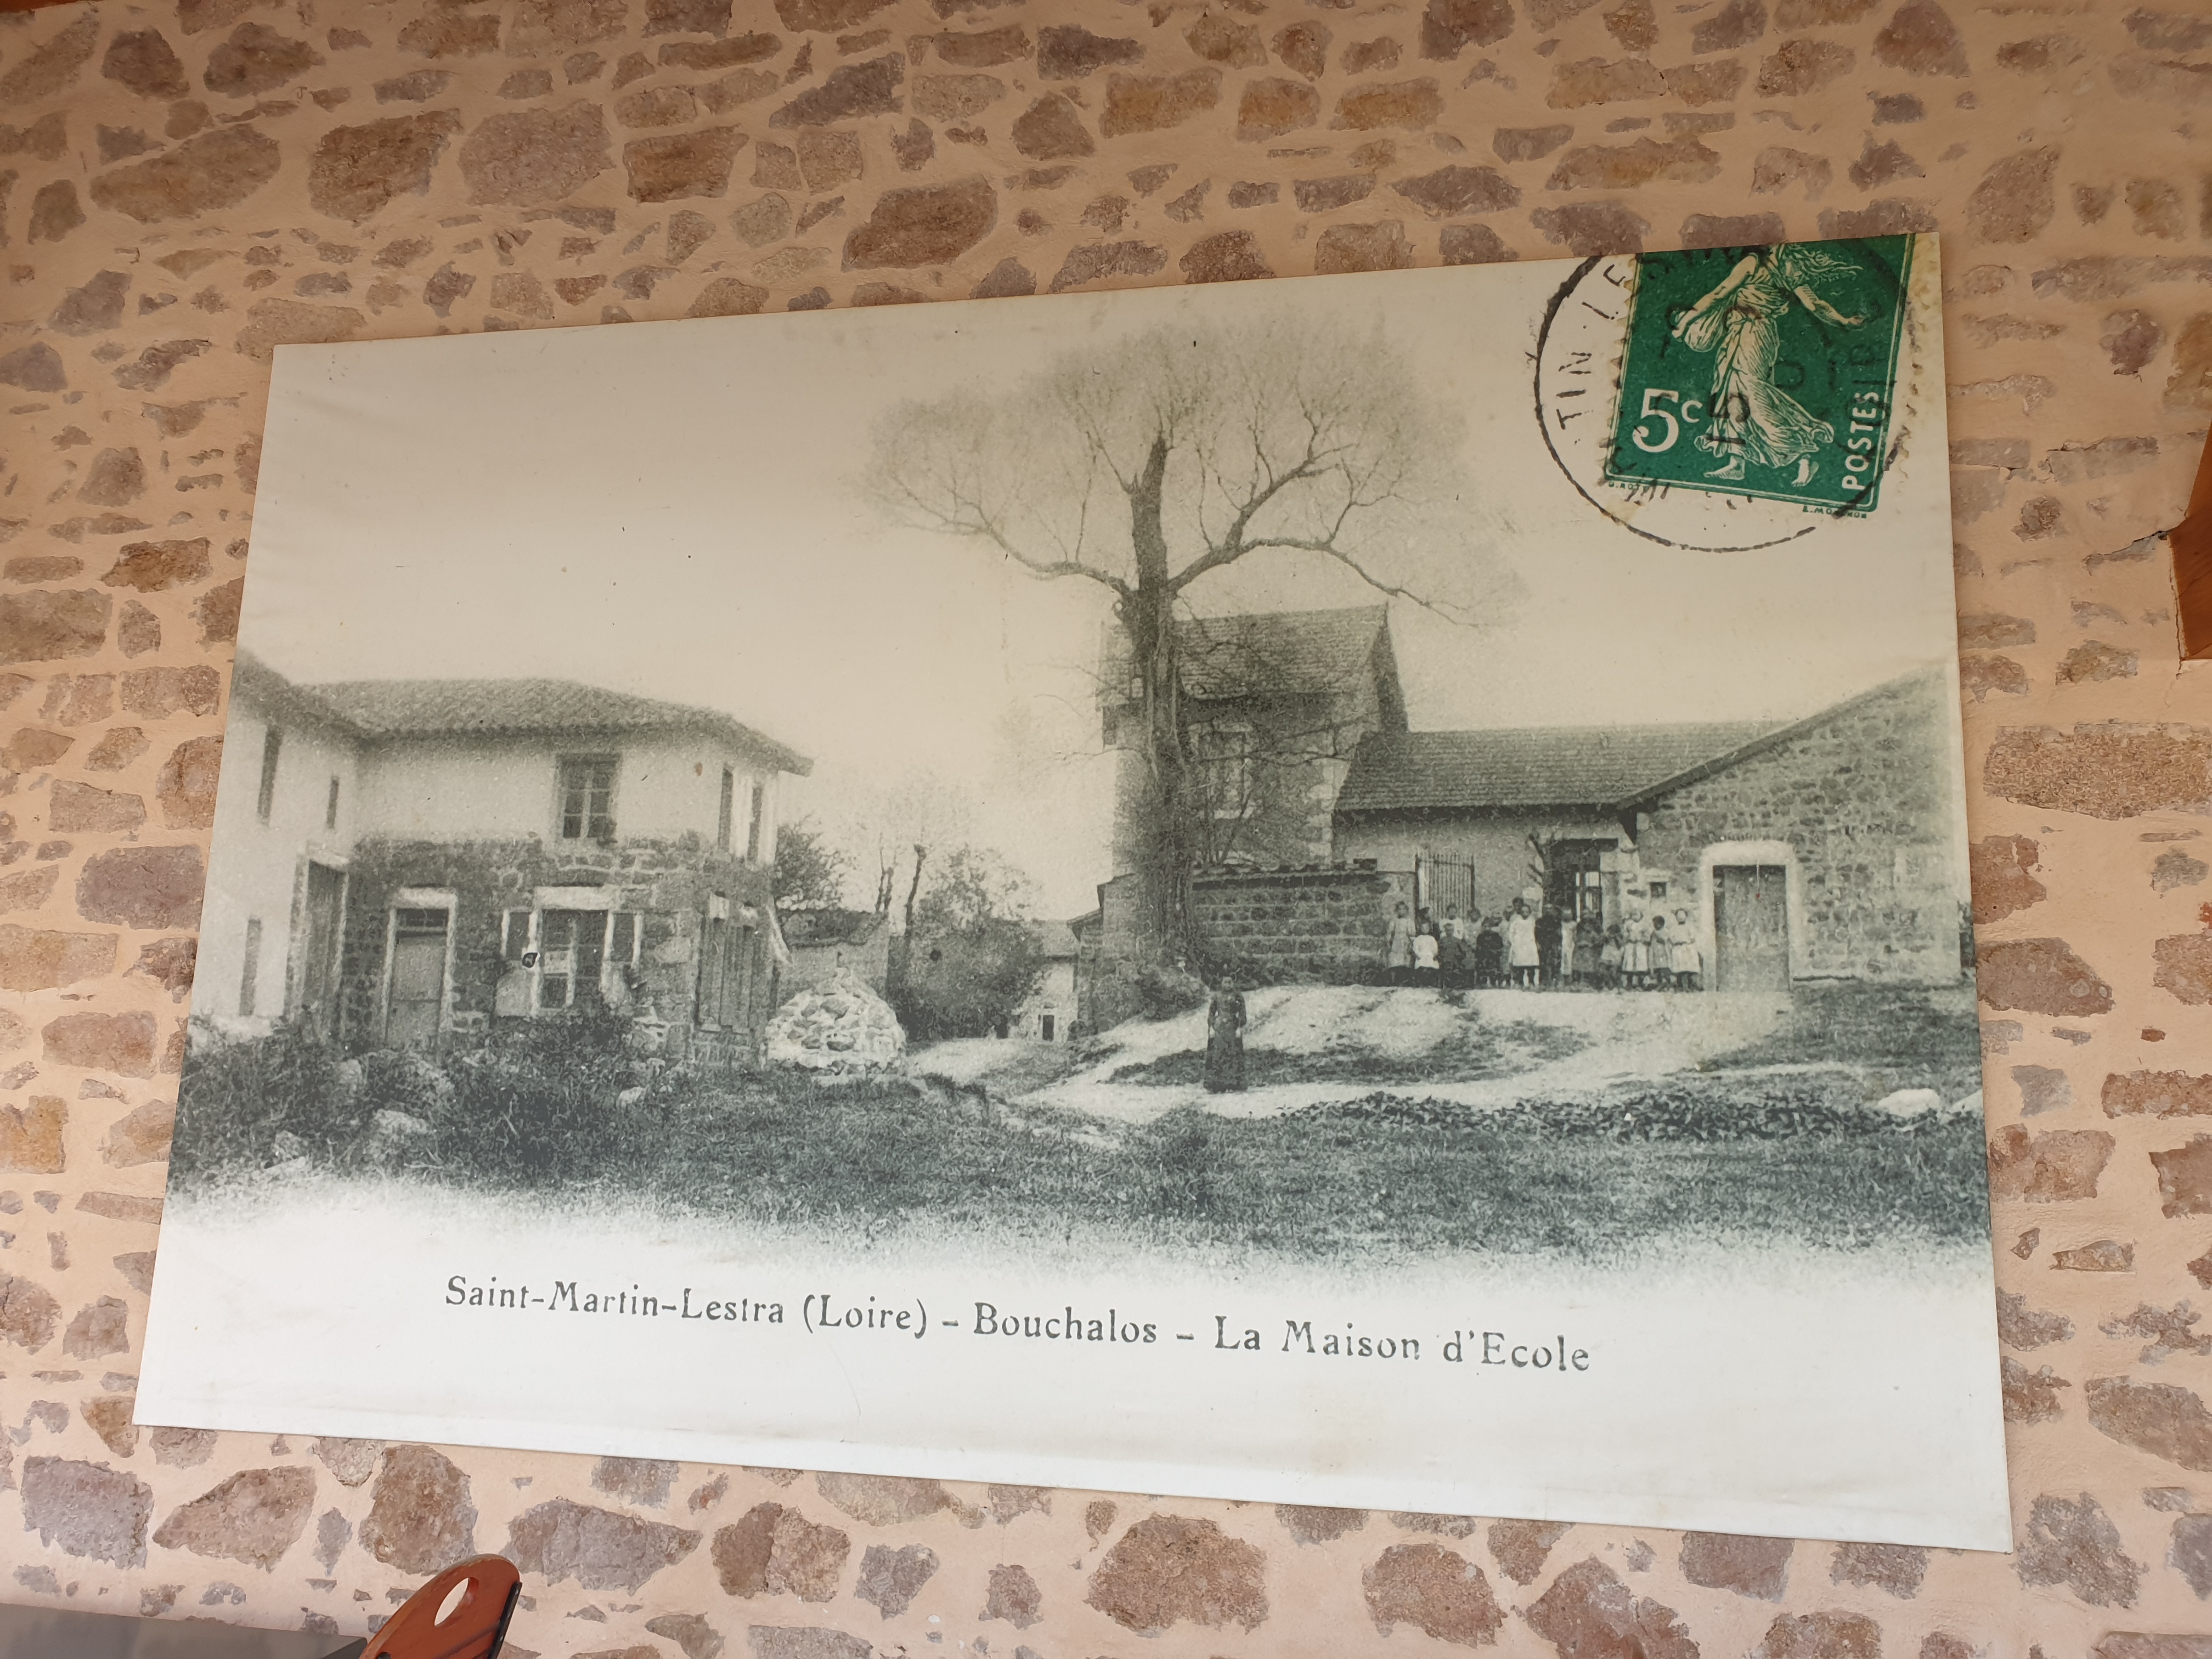 5c
POSTES
Saint-Martin-Lestra (Loire) - Bouchalos - La Maison d'Ecole